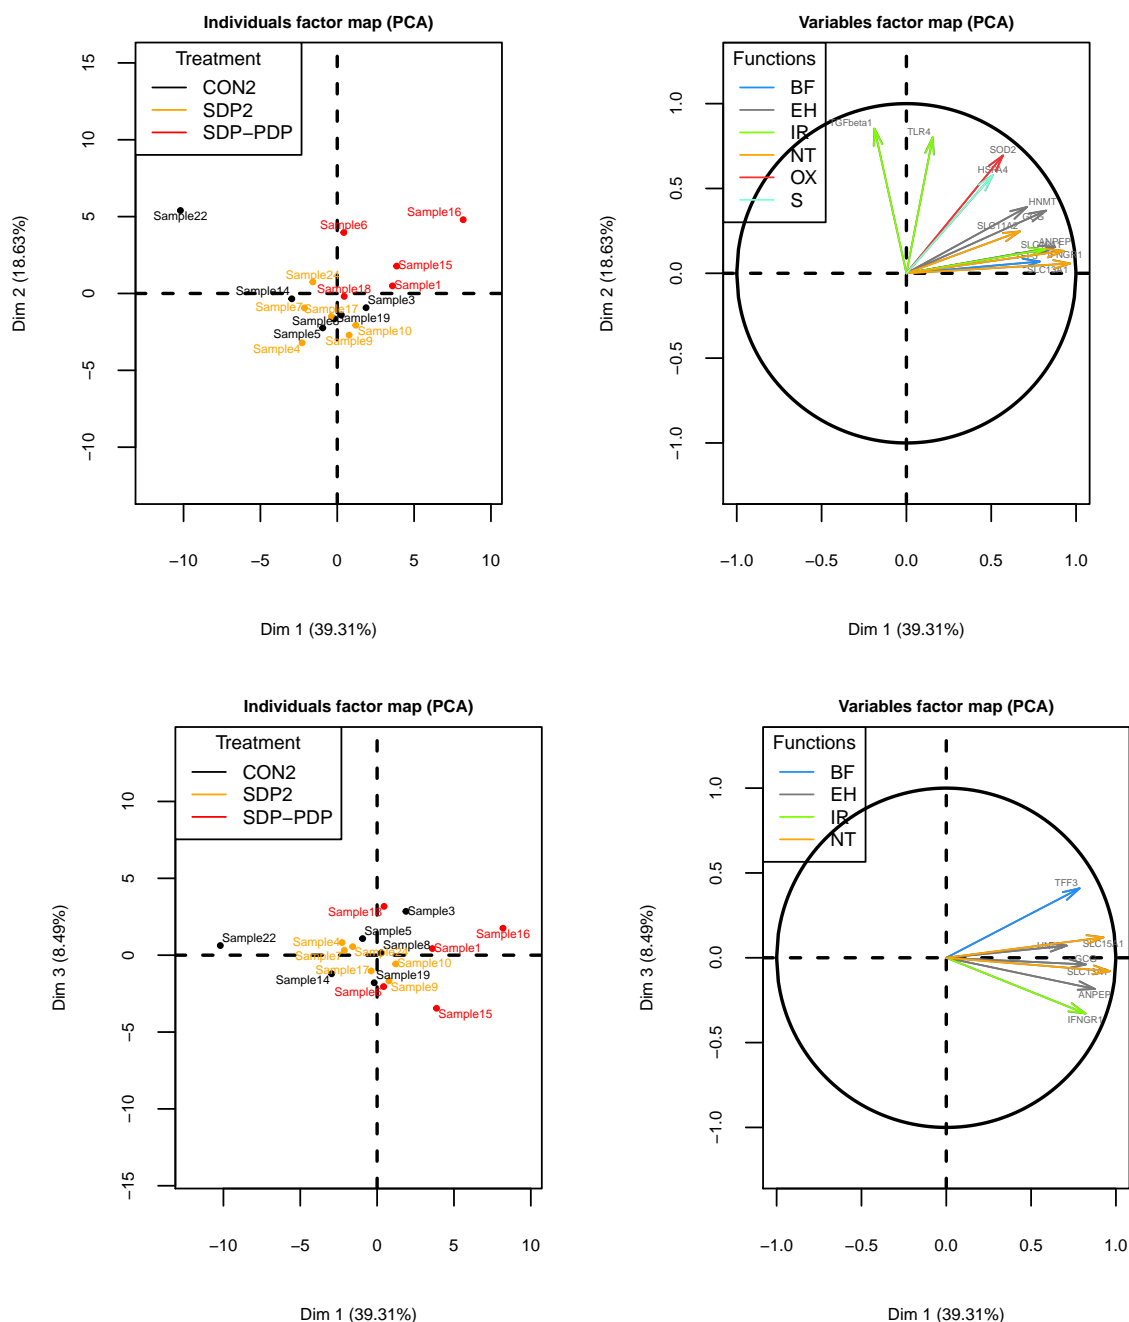 Individuals factor map (PCA)
Treatment
CON2
SDP2
SDP−PDP
Sample22
Sample16
Sample6
Sample15
Sample24
Sample1
Sample14
Sample18
Sample7
Sample17
Sample3
Sample19
Sample5
Sample10
Sample9
Sample4
15
10
5
0
−5
−10
Dim 2 (18.63%)
−10
−5
0
5
10
Dim 1 (39.31%)
Variables factor map (PCA)
Functions
BF
EH
IR
NT
OX
S
TLR4
SOD2
HSPA4
HNMT
SLC11A2
ANPEP
SLC13A1
1.0
0.5
0.0
−0.5
−1.0
Dim 2 (18.63%)
−1.0
−0.5
0.0
0.5
1.0
Dim 1 (39.31%)
Individuals factor map (PCA)
Treatment
CON2
SDP2
SDP−PDP
Sample18
Sample3
Sample16
Sample5
Sample22
Sample4
Sample8
Sample1
Sample7
Sample10
Sample17
Sample14
Sample19
Sample9
Sample15
10
5
0
−5
−10
−15
Dim 3 (8.49%)
−10
−5
0
5
10
Dim 1 (39.31%)
Variables factor map (PCA)
Functions
BF
EH
IR
NT
TFF3
SLC15A1
GCG
ANPEP
IFNGR1
1.0
0.5
0.0
−0.5
−1.0
Dim 3 (8.49%)
−1.0
−0.5
0.0
0.5
1.0
Dim 1 (39.31%)